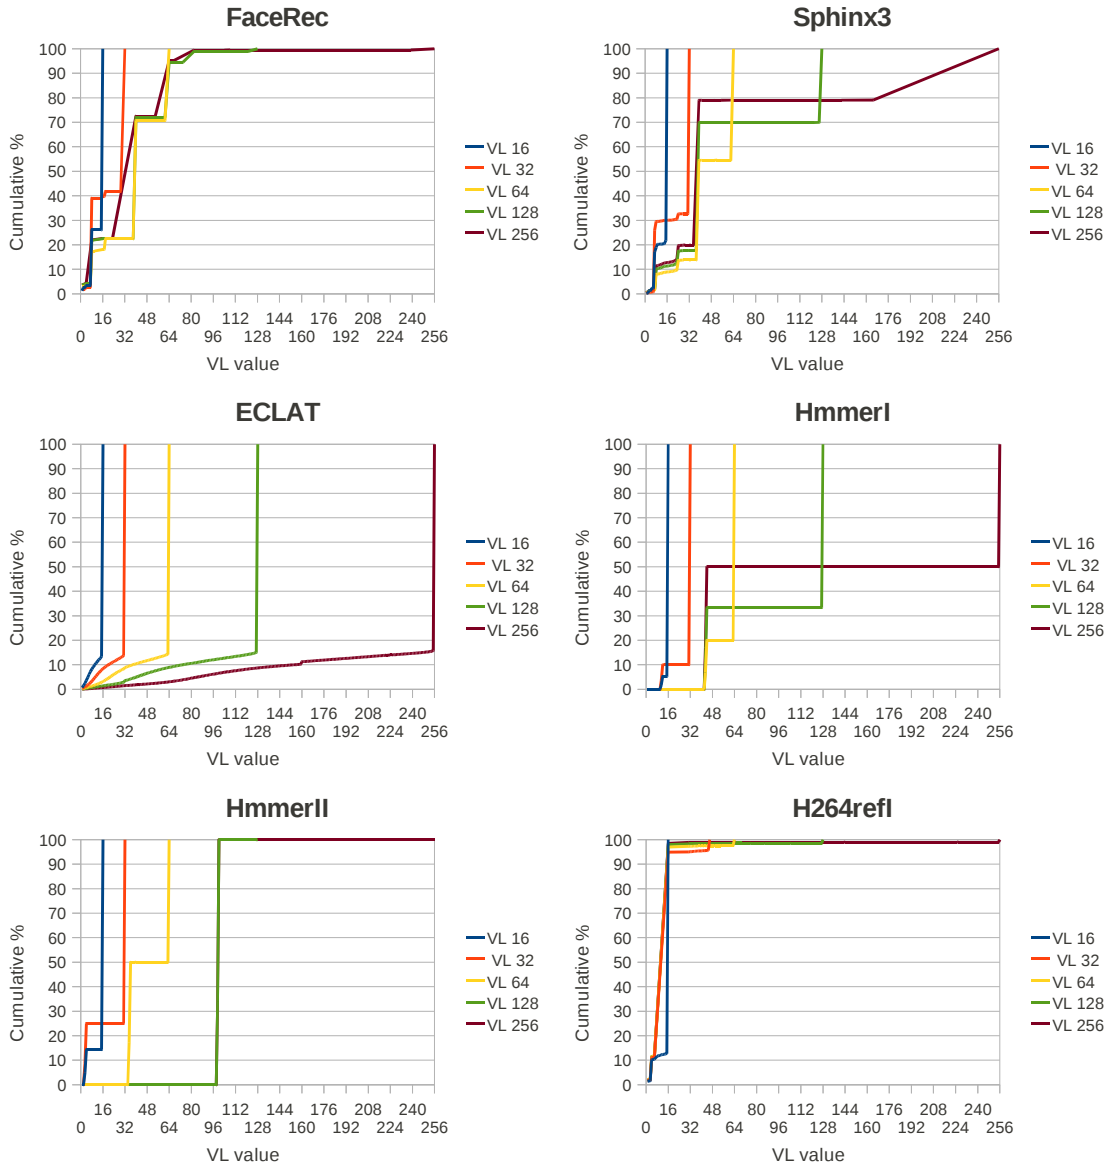 FaceRec
Cumulative %
100
90
80
70
60
50
40
30
20
10
0
16 48 80 112 144 176 208 240
0 32 64 96 128 160 192 224 256
VL value
VL 16
VL 32
VL 64
VL 128
VL 256
Sphinx3
Cumulative %
100
90
80
70
60
50
40
30
20
10
0
16 48 80 112 144 176 208 240
0 32 64 96 128 160 192 224 256
VL value
VL 16
VL 32
VL 64
VL 128
VL 256
ECLAT
Cumulative %
100
90
80
70
60
50
40
30
20
10
0
16 48 80 112 144 176 208 240
0 32 64 96 128 160 192 224 256
VL value
VL 16
VL 32
VL 64
VL 128
VL 256
HmmerI
Cumulative %
100
90
80
70
60
50
40
30
20
10
0
16 48 80 112 144 176 208 240
0 32 64 96 128 160 192 224 256
VL value
VL 16
VL 32
VL 64
VL 128
VL 256
HmmerII
Cumulative %
100
90
80
70
60
50
40
30
20
10
0
16 48 80 112 144 176 208 240
0 32 64 96 128 160 192 224 256
VL value
VL 16
VL 32
VL 64
VL 128
VL 256
H264refI
Cumulative %
100
90
80
70
60
50
40
30
20
10
0
16 48 80 112 144 176 208 240
0 32 64 96 128 160 192 224 256
VL value
VL 16
VL 32
VL 64
VL 128
VL 256